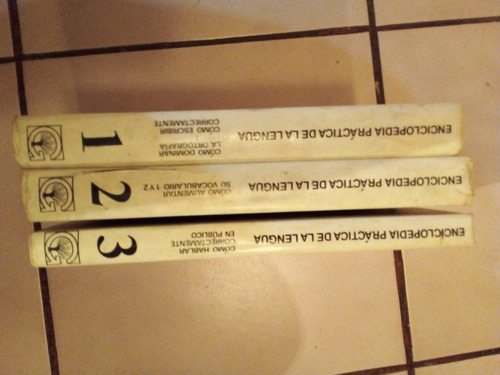 ENCICLOPEDIA PRÁCTICA DE LA LENGUA
CÓMO DOMINAR
LA ORTOGRAFÍA
CÓMO ESCRIBIR
CORRECTAMENTE
1
ENCICLOPEDIA PRÁCTICA DE LA LENGUA
CÓMO AUMENTAR
SU VOCABULARIO 1 Y 2
2
ENCICLOPEDIA PRÁCTICA DE LA LENGUA
CÓMO HABLAR
CORRECTAMENTE
EN PÚBLICO
3